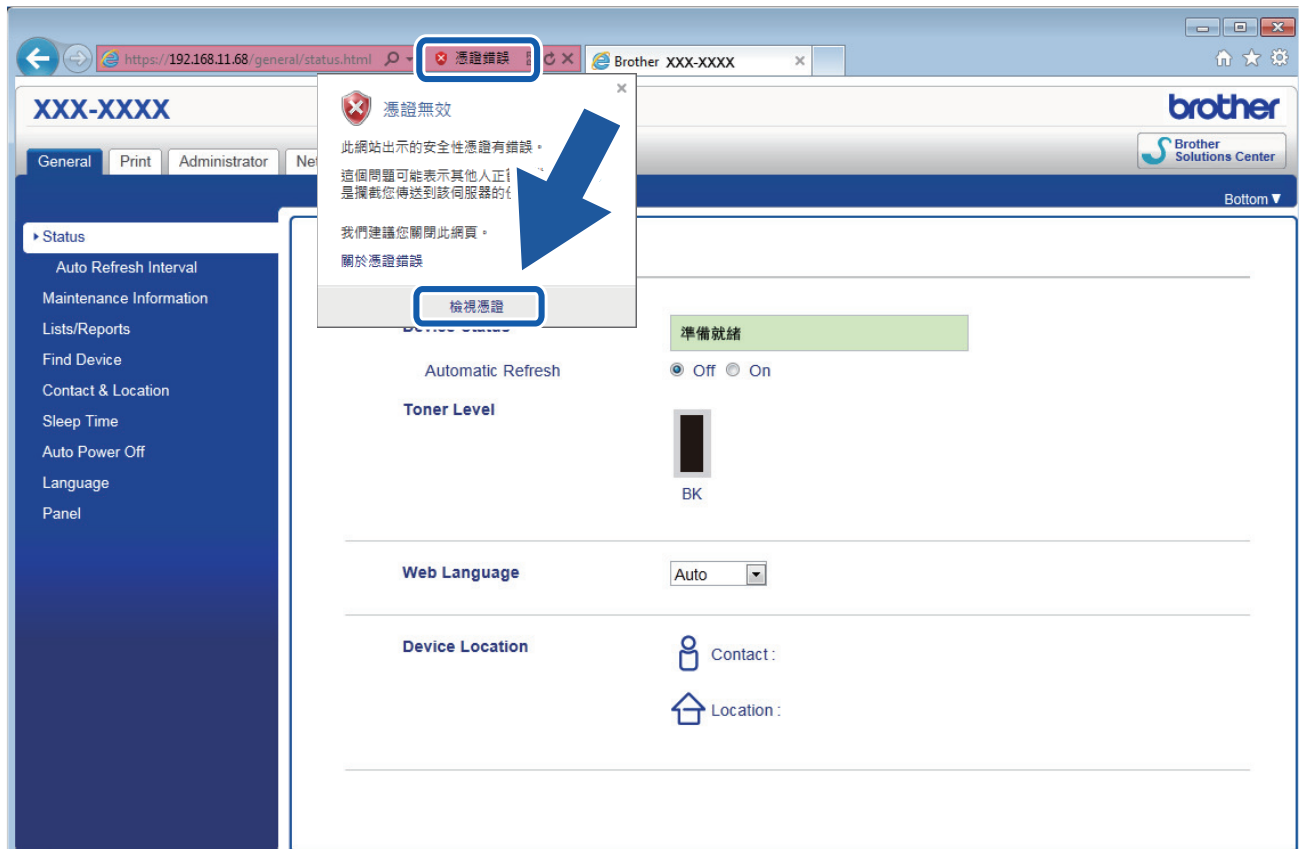 https://192.168.11.68/general/status.html
憑證錯誤
Brother XXX-XXXX
XXX-XXXX
brother
憑證無效
此網站出示的安全性憑證有錯誤。
這個問題可能表示其他人正
是攔截您傳送到該伺服器的
我們建議您關閉此網頁。
關於憑證錯誤
檢視憑證
General
Print
Administrator
Brother
Solutions Center
Bottom▼
Status
Auto Refresh Interval
Maintenance Information
Lists/Reports
Find Device
Contact & Location
Sleep Time
Auto Power Off
Language
Panel
準備就緒
Automatic Refresh
Off On
Toner Level
BK
Web Language
Auto
Device Location
Contact :
Location :